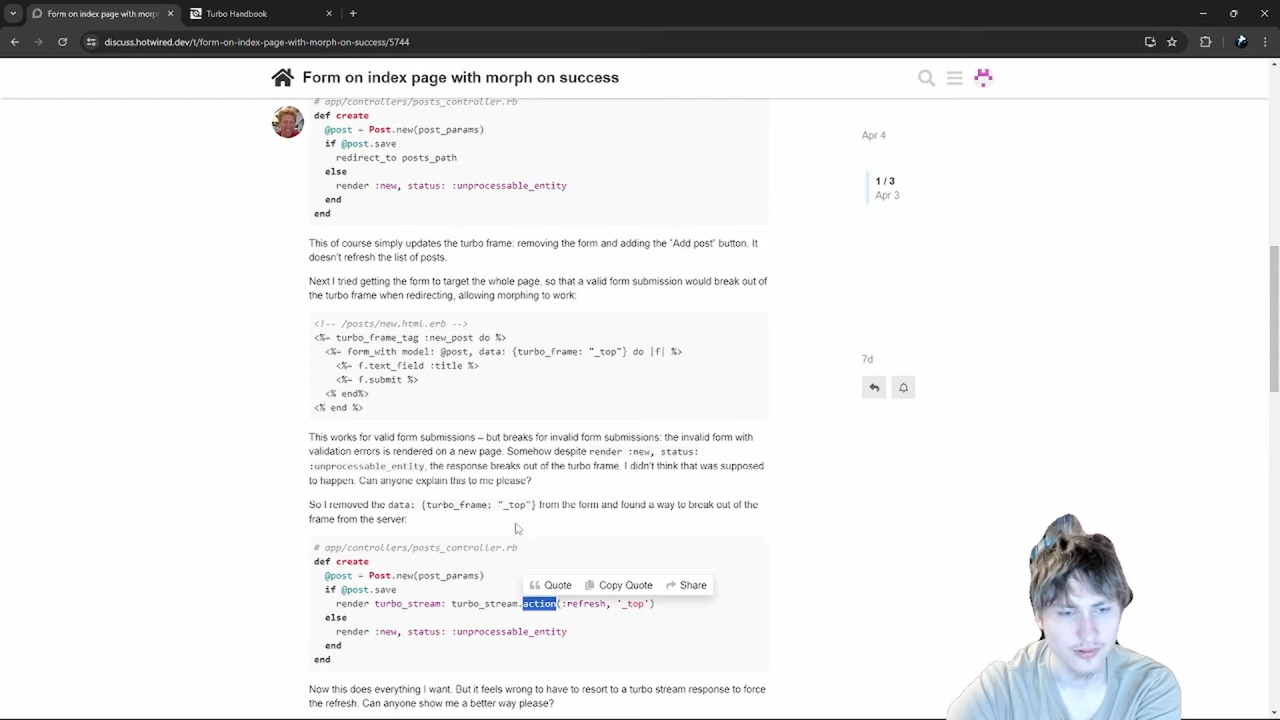 Form on index page with morph
Turbo Handbook
discuss.hotwired.dev/t/form-on-index-page-with-morph-on-success/5744
Form on index page with morph on success
# app/controllers/posts_controller.rb
def create
@post = Post.new(post_params)
if @post.save
redirect_to posts_path
else
render :new, status: :unprocessable_entity
end
end
This of course simply updates the turbo frame: removing the form and adding the "Add post" button. It
doesn't refresh the list of posts.
Next I tried getting the form to target the whole page, so that a valid form submission would break out of
the turbo frame when redirecting, allowing morphing to work:
<!-- /posts/new.html.erb -->
<%= turbo_frame_tag :new_post do %>
<%= form_with model: @post, data: {turbo_frame: "_top"} do |f| %>
<%= f.text_field :title %>
<%= f.submit %>
<% end%>
<% end %>
This works for valid form submissions – but breaks for invalid form submissions: the invalid form with
validation errors is rendered on a new page. Somehow despite render :new, status:
:unprocessable_entity, the response breaks out of the turbo frame. I didn't think that was supposed
to happen. Can anyone explain this to me please?
So I removed the data: {turbo_frame: "_top"} from the form and found a way to break out of the
frame from the server:
# app/controllers/posts_controller.rb
def create
@post = Post.new(post_params)
if @post.save
render turbo_stream: turbo_stream.action(:refresh, '_top')
else
render :new, status: :unprocessable_entity
end
end
Quote Copy Quote Share
Now this does everything I want. But it feels wrong to have to resort to a turbo stream response to force
the refresh. Can anyone show me a better way please?
Apr 4
1 / 3
Apr 3
7d